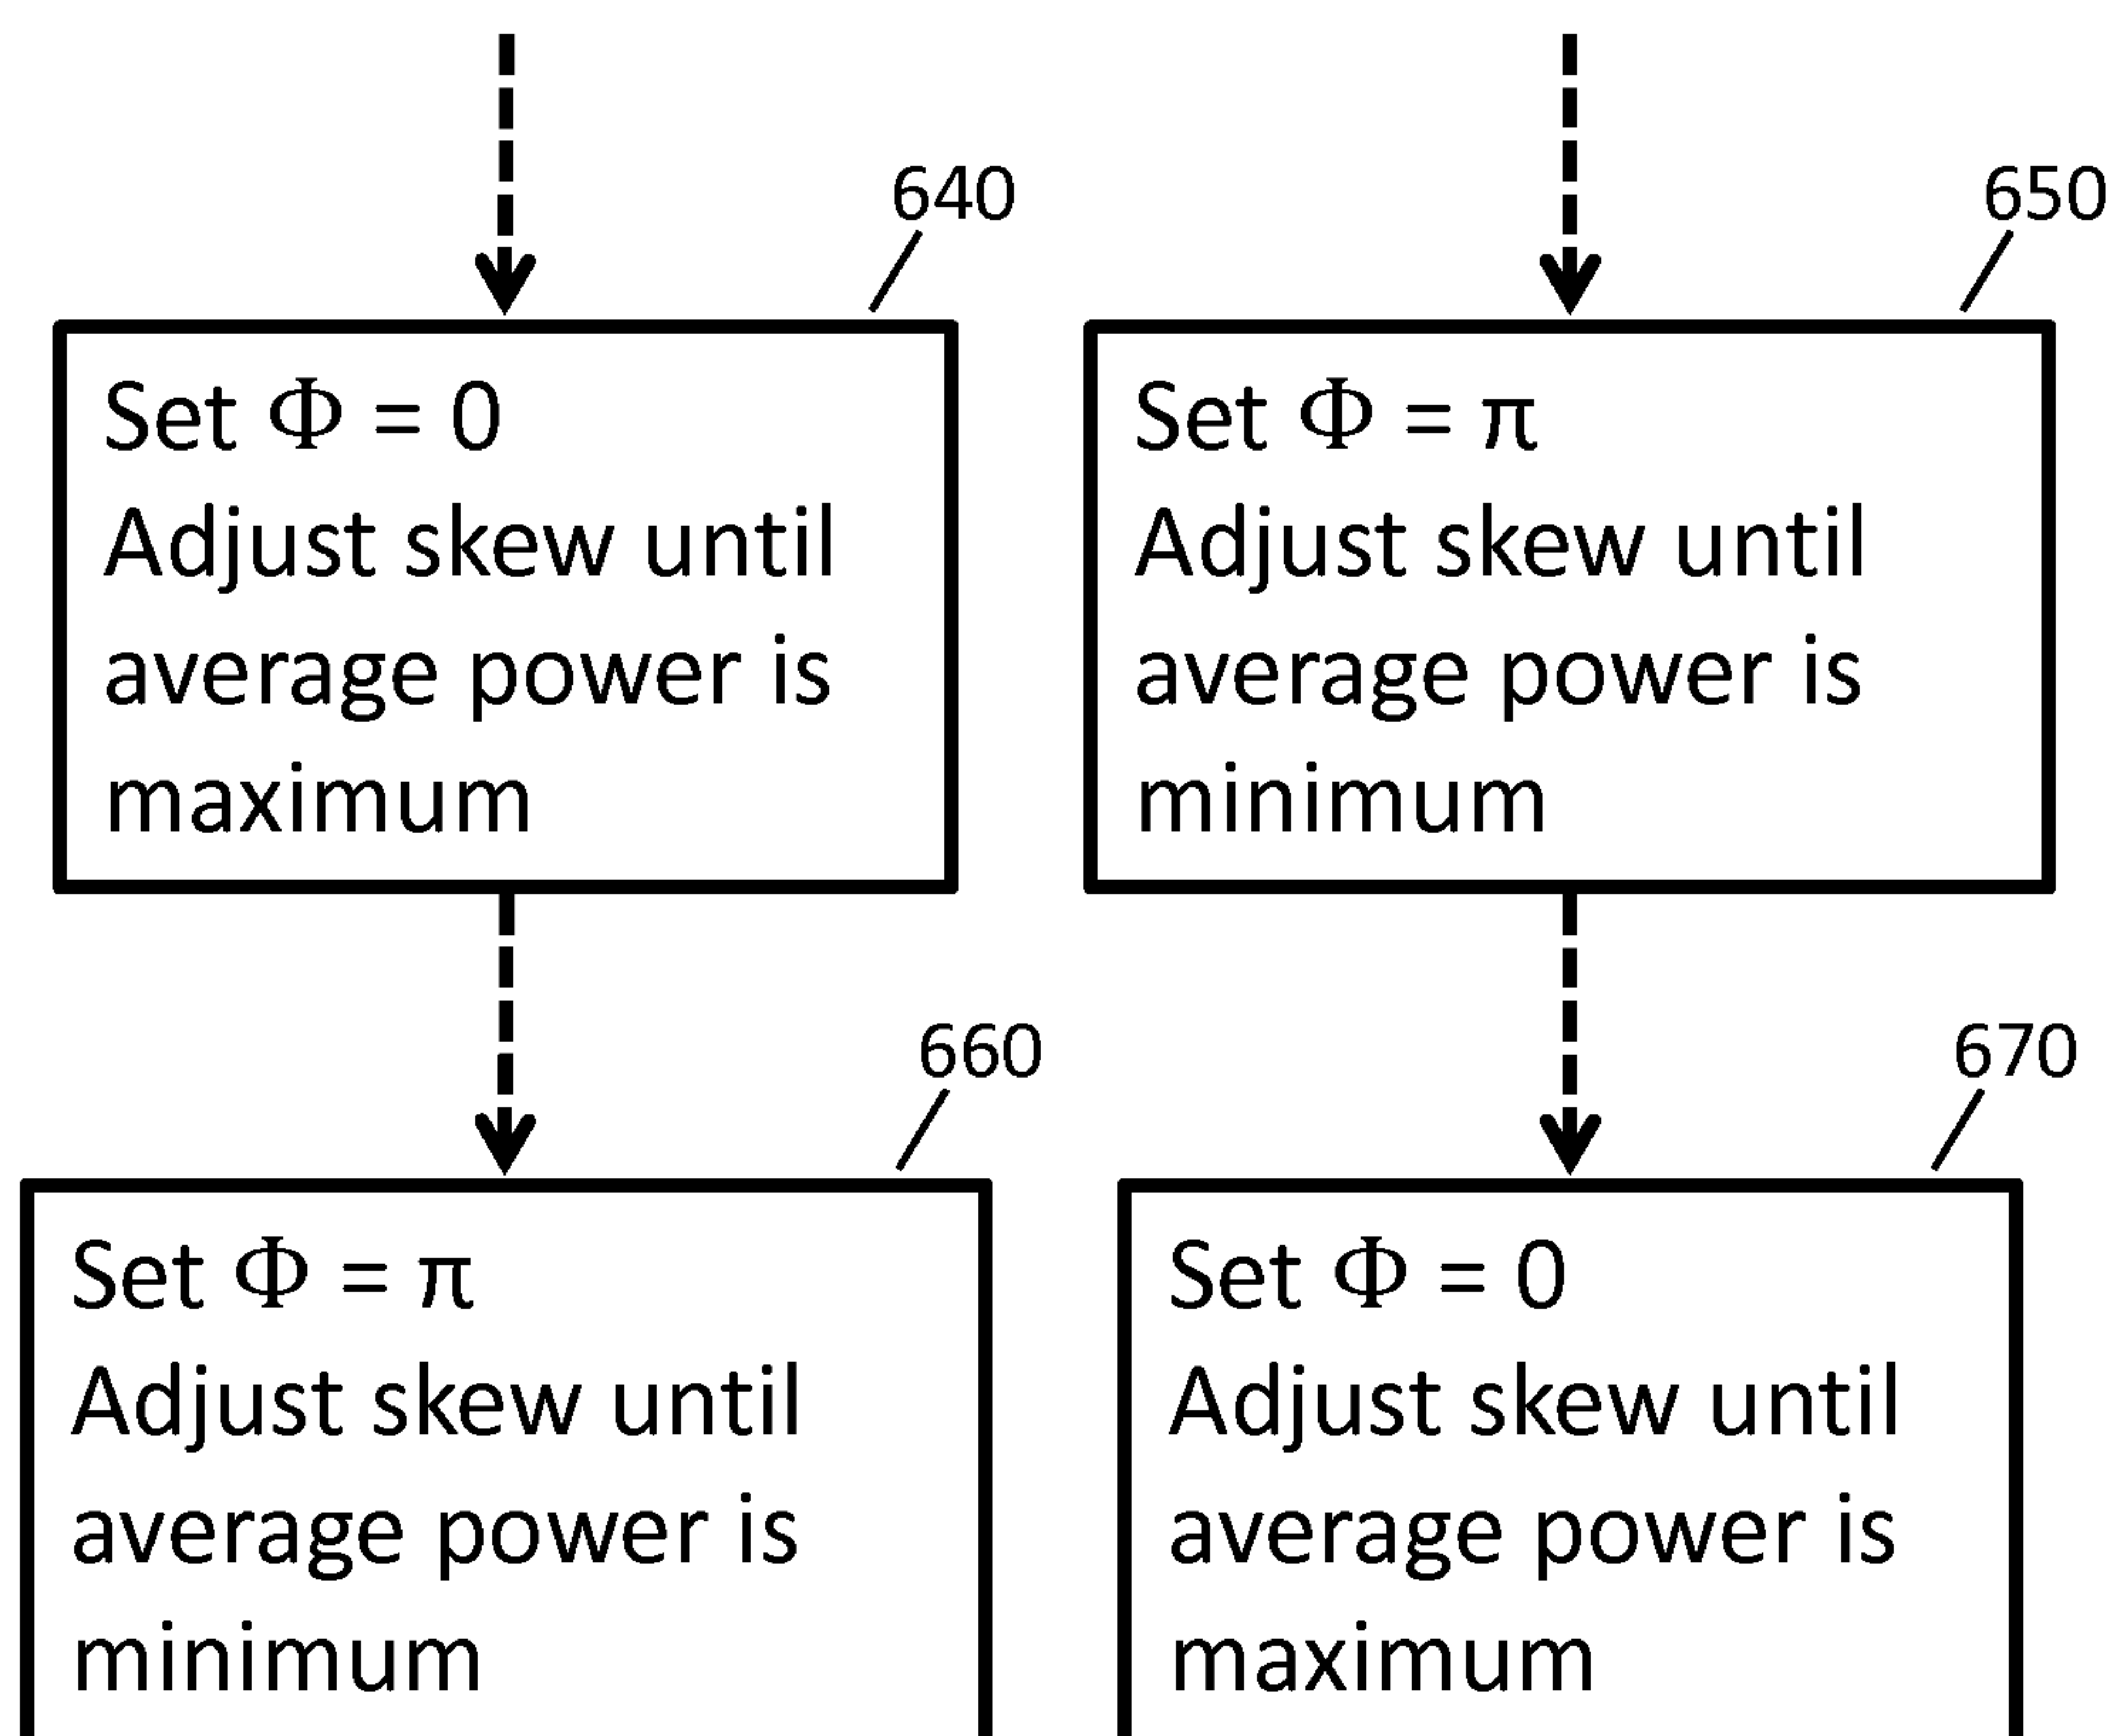 640
Set Φ = 0
Adjust skew until
average power is
maximum
650
Set Φ = π
Adjust skew until
average power is
minimum
660
Set Φ = π
Adjust skew until
average power is
minimum
670
Set Φ = 0
Adjust skew until
average power is
maximum